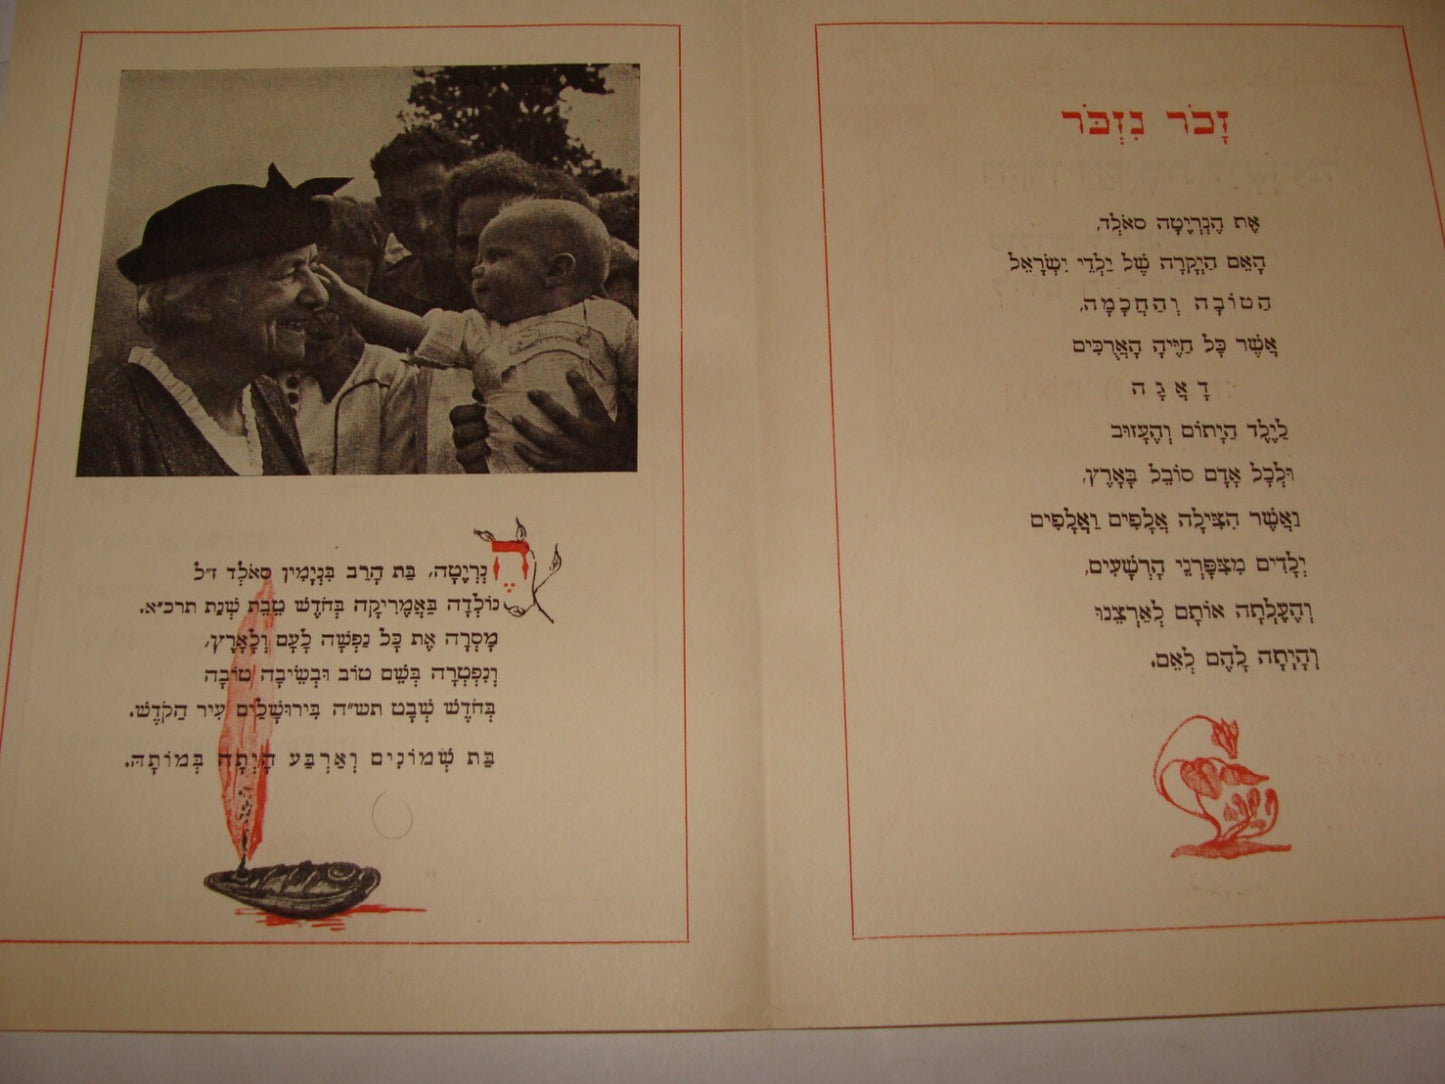 זָכֹר נִזְכֹּר
אֶת הֶנְרִיֶטָה סאֹלְד,
הָאֵם הַיְקָרָה שֶׁל יַלְדֵי יִשְׂרָאֵל
הַטוֹבָה וְהַחֲכָמָה,
אֲשֶׁר כָּל חַיֶּיהָ הָאֲרֻכִּים
דָאֲגָה
לַיֶּלֶד הַיָתוֹם וְהֶעָזוּב
וּלְכָל אָדָם סוֹבֵל בָּאָרֶץ,
וַאֲשֶׁר הִצִּילָה אֲלָפִים וַאֲלָפִים
יְלָדִים מִצִּפָּרְנֵי הָרְשָׁעִים,
וְהֶעֶלְתָה אוֹתָם לְאַרְצֵנוּ
וְהָיְתָה לָהֶם לְאֵם.
הֶנְרִיֶטָה, בַּת הָרַב בִּנְיָמִין סאֹלְד ז״ל
נוֹלְדָה בַּאֲמֶרִיקָה בְּחֹדֶשׁ טֵבֵת שְׁנַת תרכ״א.
מָסְרָה אֶת כָּל נַפְשָׁהּ לָעָם וְלָאָרֶץ,
וְנִפְטְרָה בְּשֵׁם טוֹב וּבְשֵׂיבָה טוֹבָה
בְּחֹדֶשׁ שְׁבָט תש״ה בִּירוּשָׁלַיִם עִיר הַקֹּדֶשׁ.
בַּת שְׁמוֹנִים וְאַרְבַּע הָיְתָה בְּמוֹתָהּ.